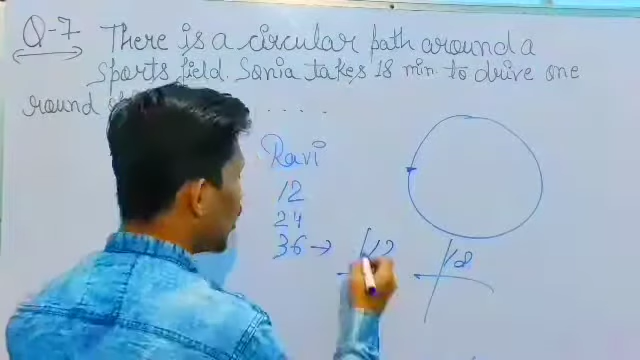 Q-7 There is a circular path around a
sports field. Sonia takes 18 min. to drive one
round . . . .
Ravi
12
24
36 → 12 18